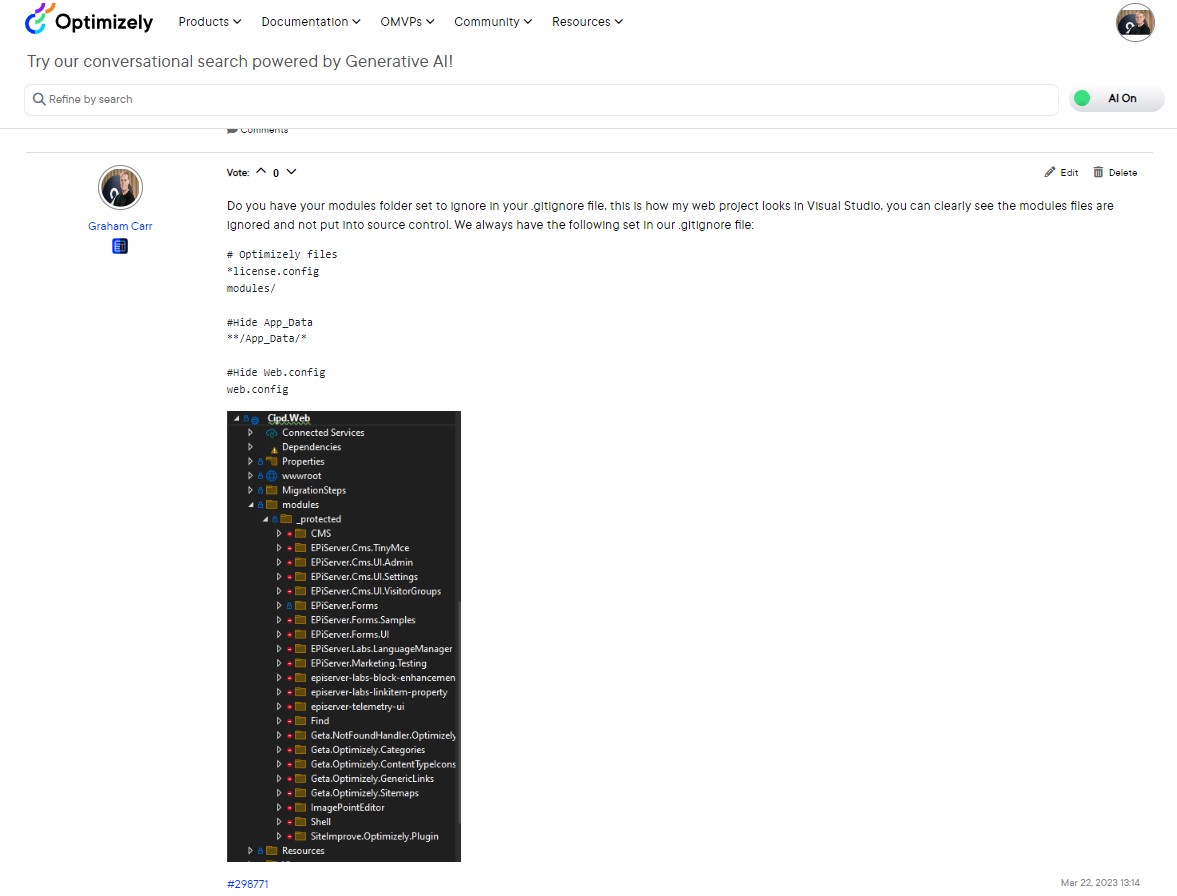 Optimizely Products Documentation OMVPs Community Resources
Try our conversational search powered by Generative AI!
Refine by search AI On
Comments
Vote: 0 Edit Delete
Graham Carr
Do you have your modules folder set to ignore in your .gitignore file, this is how my web project looks in Visual Studio, you can clearly see the modules files are
ignored and not put into source control. We always have the following set in our .gitignore file:
# Optimizely files
*license.config
modules/
#Hide App_Data
**/App_Data/*
#Hide Web.config
web.config
Cipd.Web
Connected Services
Dependencies
Properties
wwwroot
MigrationSteps
modules
_protected
CMS
EPiServer.Cms.TinyMce
EPiServer.Cms.UI.Admin
EPiServer.Cms.UI.Settings
EPiServer.Cms.UI.VisitorGroups
EPiServer.Forms
EPiServer.Forms.Samples
EPiServer.Forms.UI
EPiServer.Labs.LanguageManager
EPiServer.Marketing.Testing
episerver-labs-block-enhancemen
episerver-labs-linkitem-property
episerver-telemetry-ui
Find
Geta.NotFoundHandler.Optimizely
Geta.Optimizely.Categories
Geta.Optimizely.ContentTypeIcons
Geta.Optimizely.GenericLinks
Geta.Optimizely.Sitemaps
ImagePointEditor
Shell
SiteImprove.Optimizely.Plugin
Resources
#298771 Mar 22, 2023 13:14